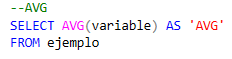 --AVG
SELECT AVG(variable) AS 'AVG'
FROM ejemplo